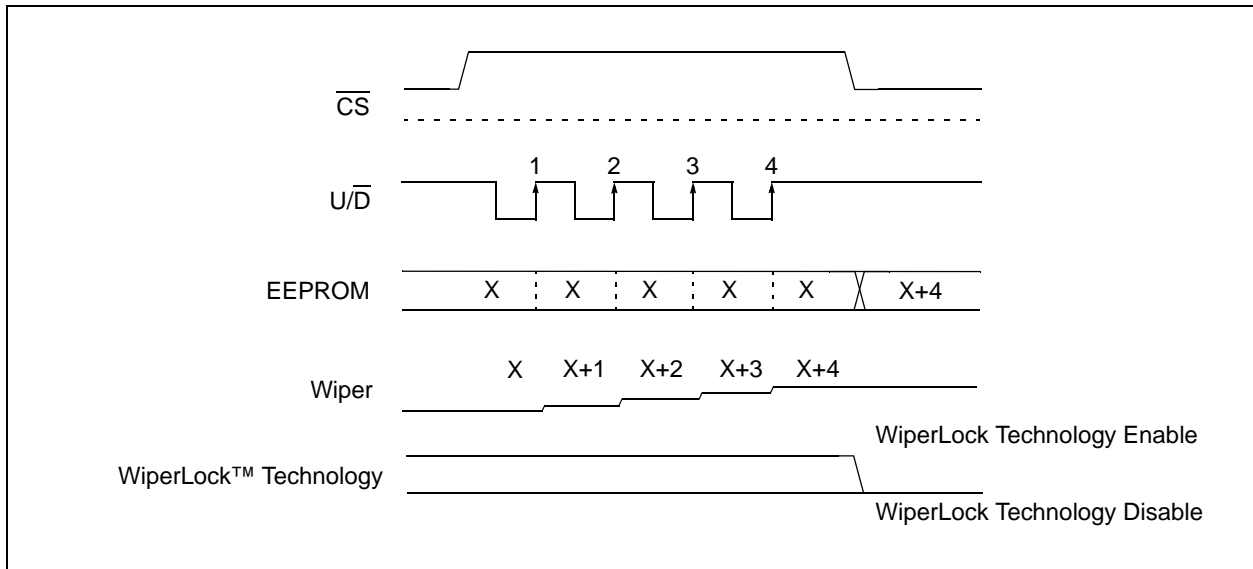 CS
1 2 3 4
U/D
EEPROM X X X X X X+4
X X+1 X+2 X+3 X+4
Wiper
WiperLock Technology Enable
WiperLock™ Technology
WiperLock Technology Disable